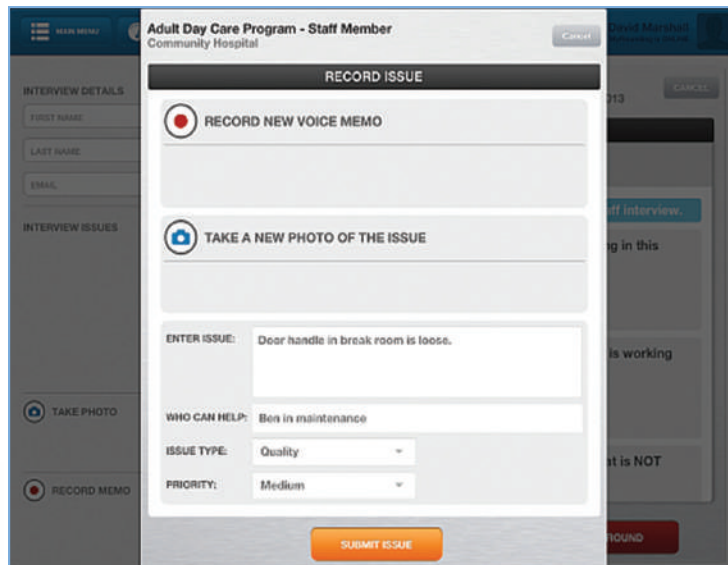 MAIN MENU
Adult Day Care Program - Staff Member
Community Hospital
Cancel
David Marshall
INTERVIEW DETAILS
FIRST NAME
LAST NAME
EMAIL
INTERVIEW ISSUES
TAKE PHOTO
RECORD MEMO
RECORD ISSUE
RECORD NEW VOICE MEMO
TAKE A NEW PHOTO OF THE ISSUE
ENTER ISSUE: Door handle in break room is loose.
WHO CAN HELP: Ben in maintenance
ISSUE TYPE: Quality
PRIORITY: Medium
SUBMIT ISSUE
013
CANCEL
aff interview.
ng in this
is working
nt is NOT
ROUND